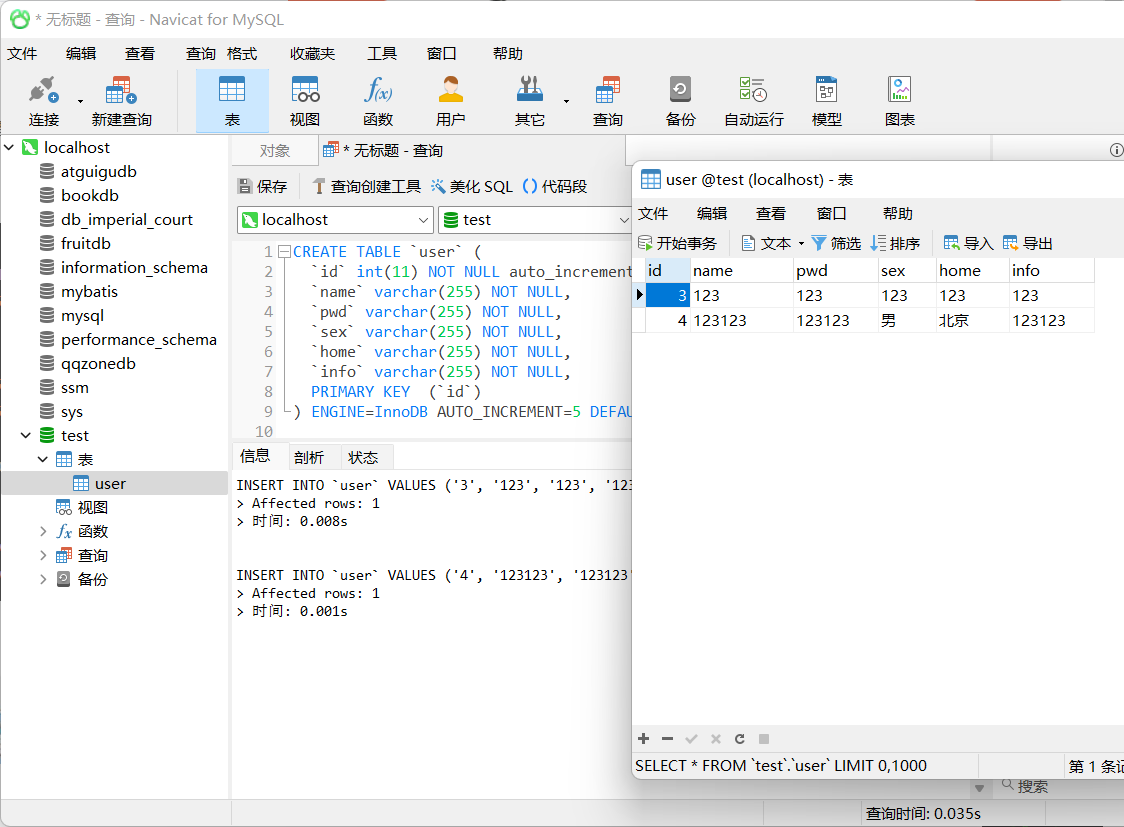 * 无标题 - 查询 - Navicat for MySQL
文件 编辑 查看 查询 格式 收藏夹 工具 窗口 帮助
连接 新建查询 表 视图 函数 用户 其它 查询 备份 自动运行 模型 图表
localhost
atguigudb
bookdb
db_imperial_court
fruitdb
information_schema
mybatis
mysql
performance_schema
qqzonedb
ssm
sys
test
表
user
视图
函数
查询
备份
对象 * 无标题 - 查询
保存 查询创建工具 美化 SQL 代码段
localhost test
1 CREATE TABLE `user` (
2 `id` int(11) NOT NULL auto_increment
3 `name` varchar(255) NOT NULL,
4 `pwd` varchar(255) NOT NULL,
5 `sex` varchar(255) NOT NULL,
6 `home` varchar(255) NOT NULL,
7 `info` varchar(255) NOT NULL,
8 PRIMARY KEY (`id`)
9 ) ENGINE=InnoDB AUTO_INCREMENT=5 DEFAU
10
信息 剖析 状态
INSERT INTO `user` VALUES ('3', '123', '123', '123
> Affected rows: 1
> 时间: 0.008s
INSERT INTO `user` VALUES ('4', '123123', '123123'
> Affected rows: 1
> 时间: 0.001s
user @test (localhost) - 表
文件 编辑 查看 窗口 帮助
开始事务 文本 筛选 排序 导入 导出
id name pwd sex home info
3 123 123 123 123 123
4 123123 123123 男 北京 123123
SELECT * FROM `test`.`user` LIMIT 0,1000 第 1 条记
搜索
查询时间: 0.035s